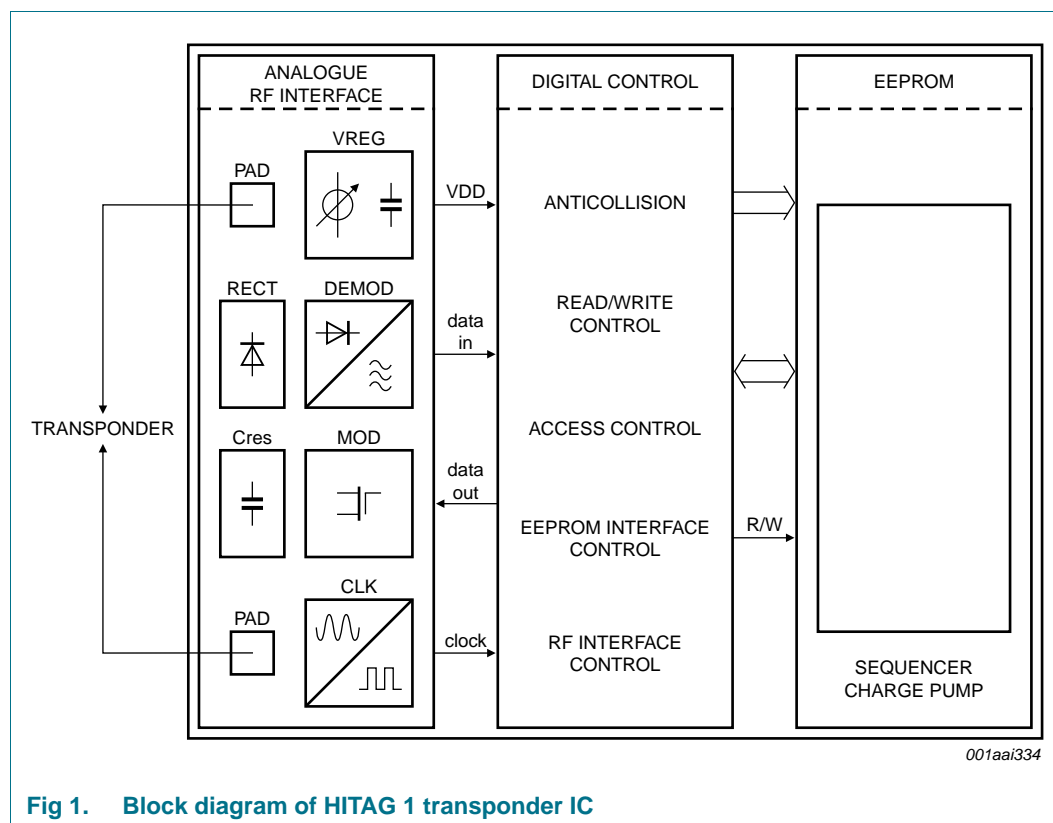 ANALOGUE
RF INTERFACE
DIGITAL CONTROL
EEPROM
VREG
PAD
VDD
ANTICOLLISION
RECT
DEMOD
data
in
READ/WRITE
CONTROL
TRANSPONDER
Cres
MOD
data
out
ACCESS CONTROL
EEPROM INTERFACE
CONTROL
R/W
CLK
PAD
clock
RF INTERFACE
CONTROL
SEQUENCER
CHARGE PUMP
001aai334
Fig 1. Block diagram of HITAG 1 transponder IC